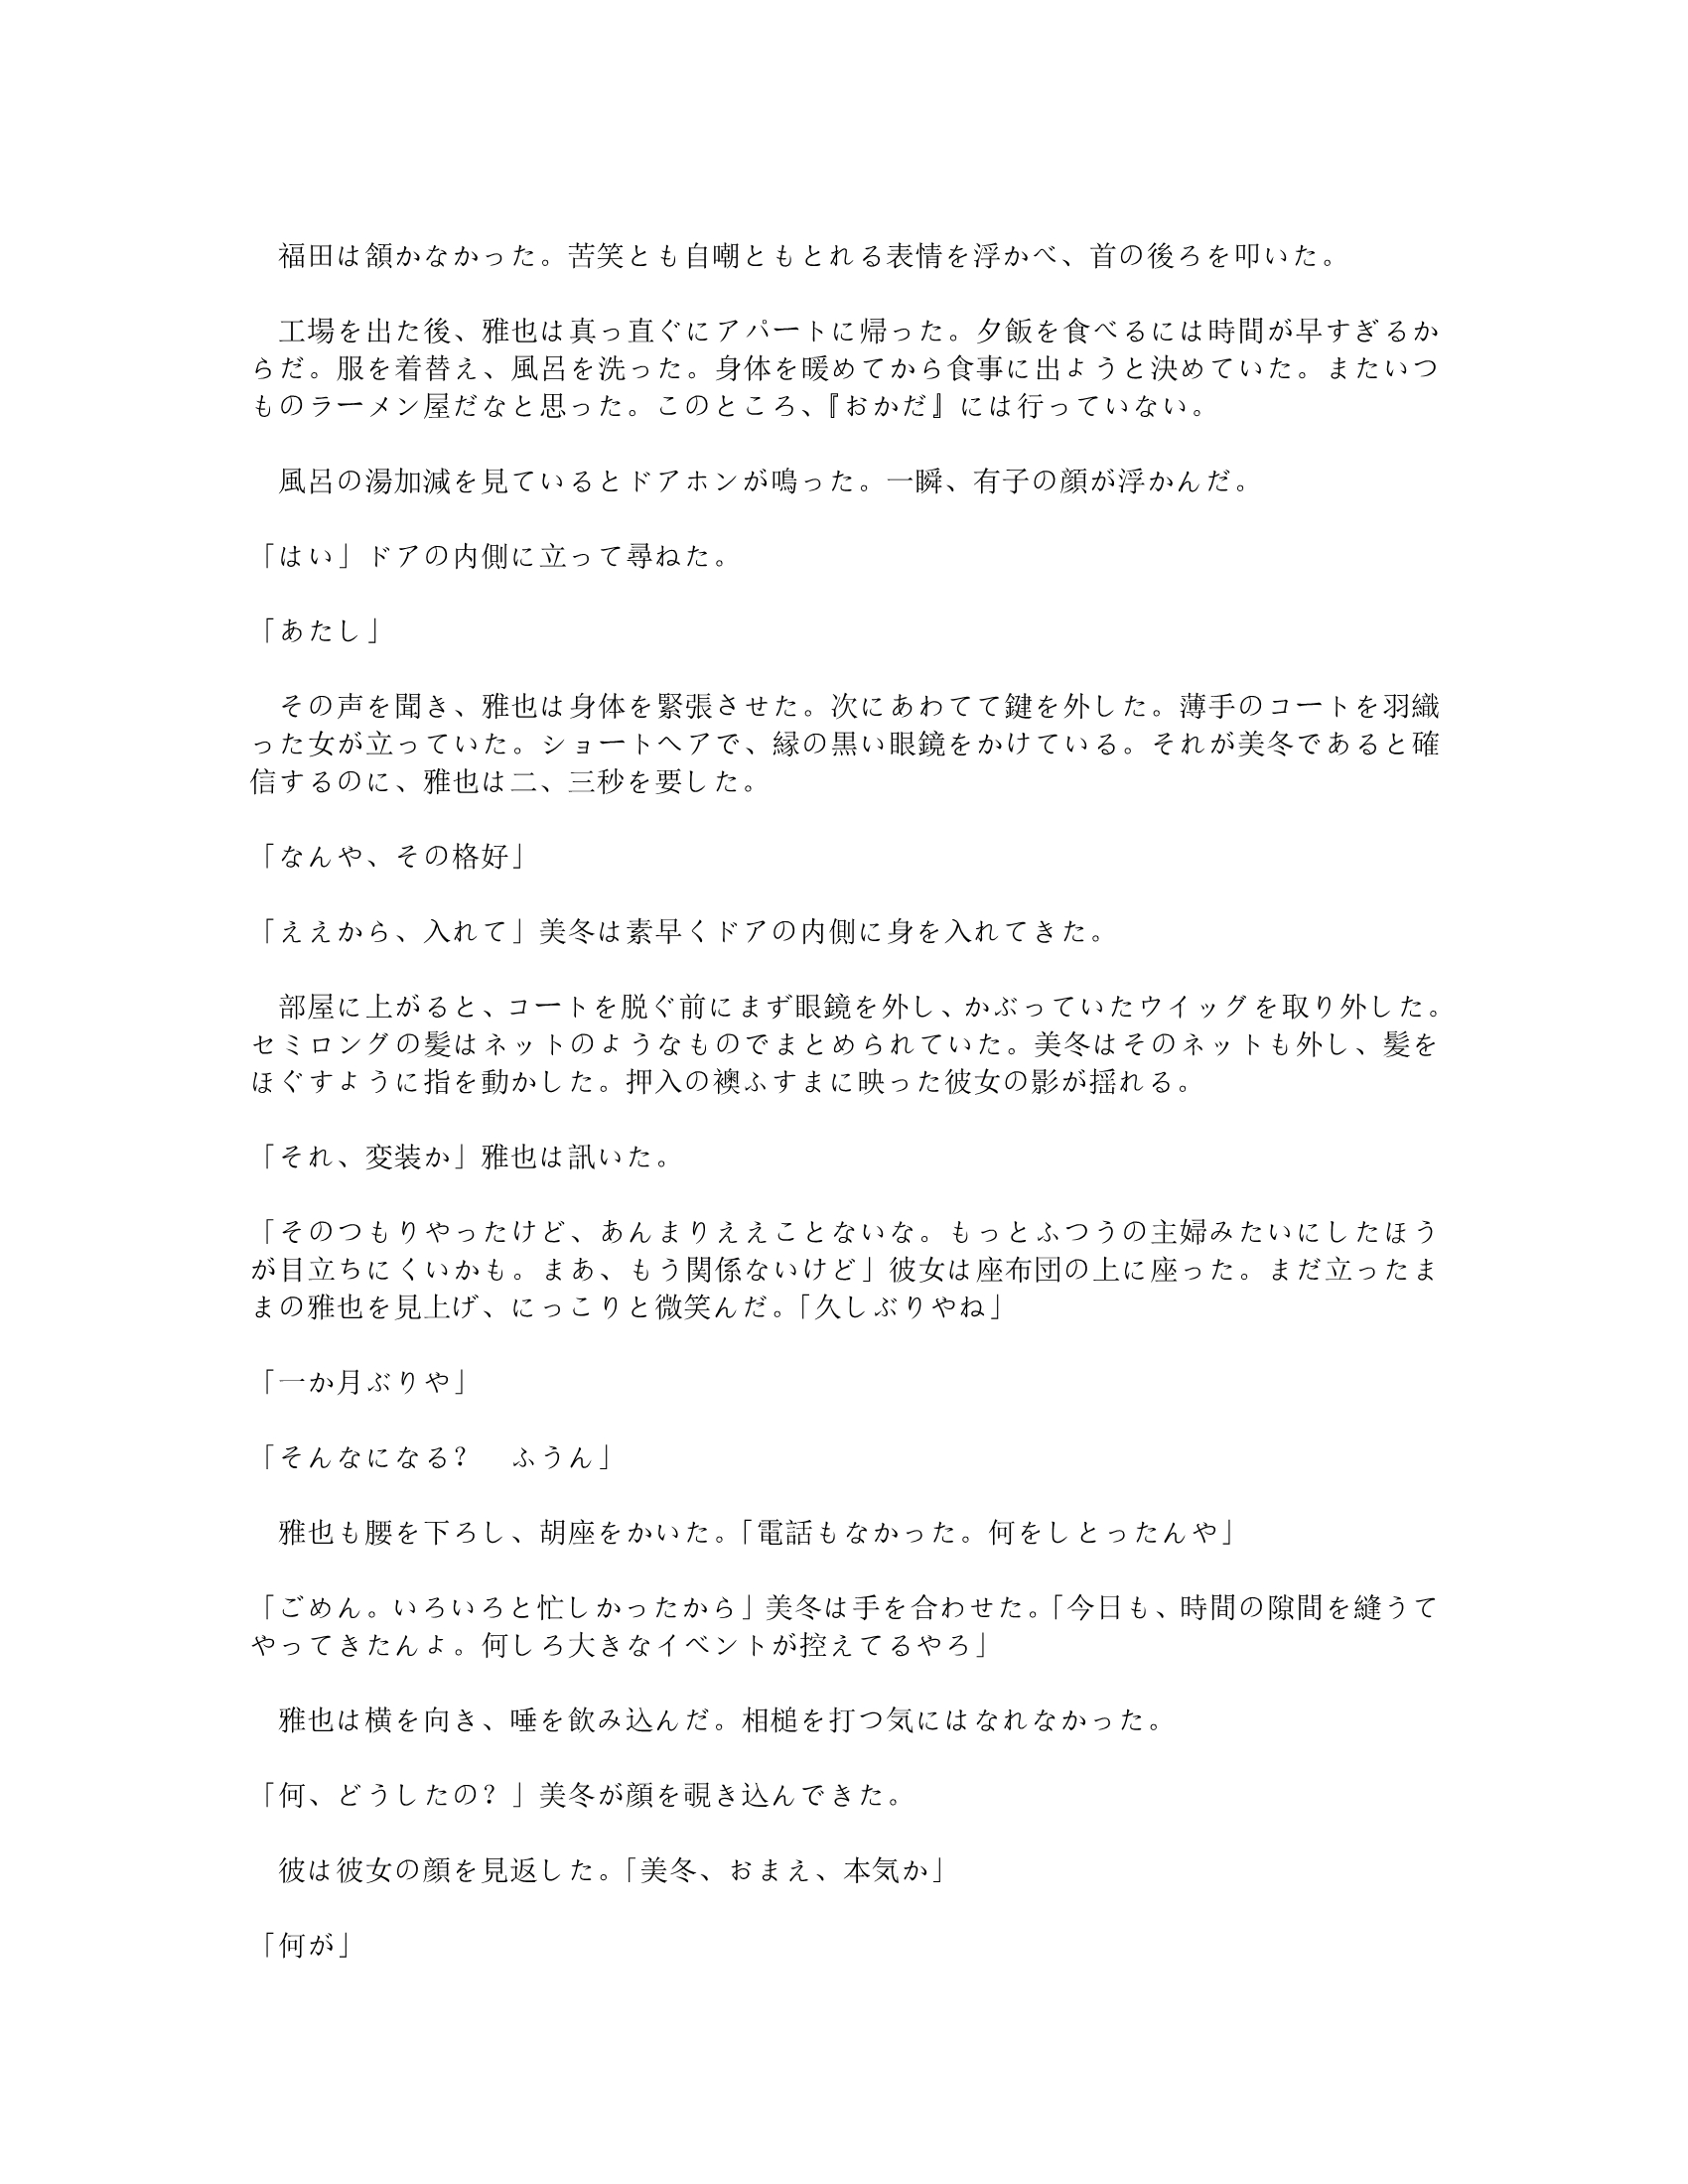 福田は頷かなかった。苦笑とも自嘲ともとれる表情を浮かべ、首の後ろを叩いた。
工場を出た後、雅也は真っ直ぐにアパートに帰った。夕飯を食べるには時間が早すぎるか
らだ。服を着替え、風呂を洗った。身体を暖めてから食事に出ようと決めていた。またいつ
ものラーメン屋だなと思った。このところ、『おかだ』には行っていない。
風呂の湯加減を見ているとドアホンが鳴った。一瞬、有子の顔が浮かんだ。
「はい」ドアの内側に立って尋ねた。
「あたし」
その声を聞き、雅也は身体を緊張させた。次にあわてて鍵を外した。薄手のコートを羽織
った女が立っていた。ショートヘアで、縁の黒い眼鏡をかけている。それが美冬であると確
信するのに、雅也は二、三秒を要した。
「なんや、その格好」
「ええから、入れて」美冬は素早くドアの内側に身を入れてきた。
部屋に上がると、コートを脱ぐ前にまず眼鏡を外し、かぶっていたウイッグを取り外した。
セミロングの髪はネットのようなものでまとめられていた。美冬はそのネットも外し、髪を
ほぐすように指を動かした。押入の襖ふすまに映った彼女の影が揺れる。
「それ、変装か」雅也は訊いた。
「そのつもりやったけど、あんまりええことないな。もっとふつうの主婦みたいにしたほう
が目立ちにくいかも。まあ、もう関係ないけど」彼女は座布団の上に座った。まだ立ったま
まの雅也を見上げ、にっこりと微笑んだ。「久しぶりやね」
「一か月ぶりや」
「そんなになる?　ふうん」
雅也も腰を下ろし、胡座をかいた。「電話もなかった。何をしとったんや」
「ごめん。いろいろと忙しかったから」美冬は手を合わせた。「今日も、時間の隙間を縫うて
やってきたんよ。何しろ大きなイベントが控えてるやろ」
雅也は横を向き、唾を飲み込んだ。相槌を打つ気にはなれなかった。
「何、どうしたの?」美冬が顔を覗き込んできた。
彼は彼女の顔を見返した。「美冬、おまえ、本気か」
「何が」